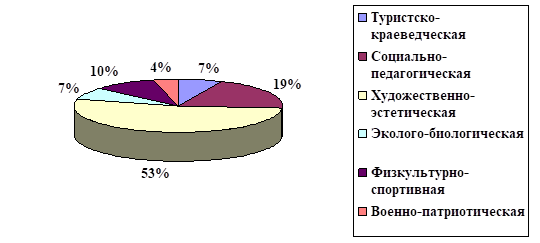 4%
7%
10%
19%
7%
53%
Туристско-
краеведческая
Социально-
педагогическая
Художественно-
эстетическая
Эколого-биологическая
Физкультурно-
спортивная
Военно-патриотическая